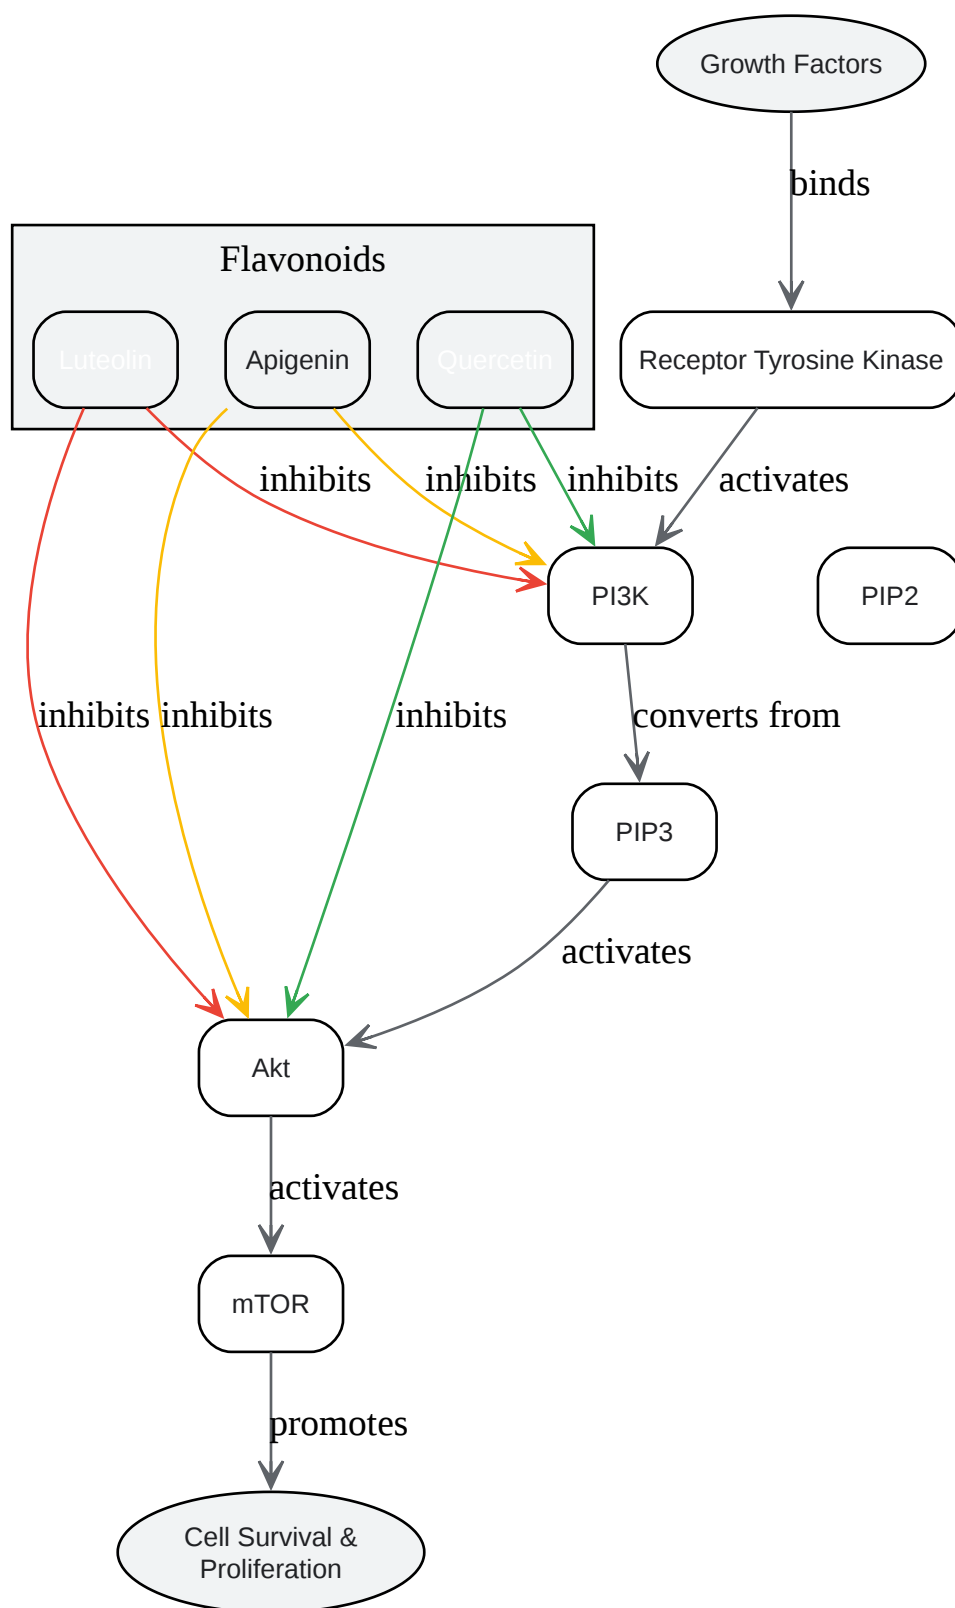 Growth Factors
binds
Flavonoids
Luteolin
Apigenin
Quercetin
Receptor Tyrosine Kinase
inhibits
inhibits
inhibits
activates
PI3K
PIP2
inhibits
inhibits
inhibits
converts from
PIP3
activates
Akt
activates
mTOR
promotes
Cell Survival &
Proliferation